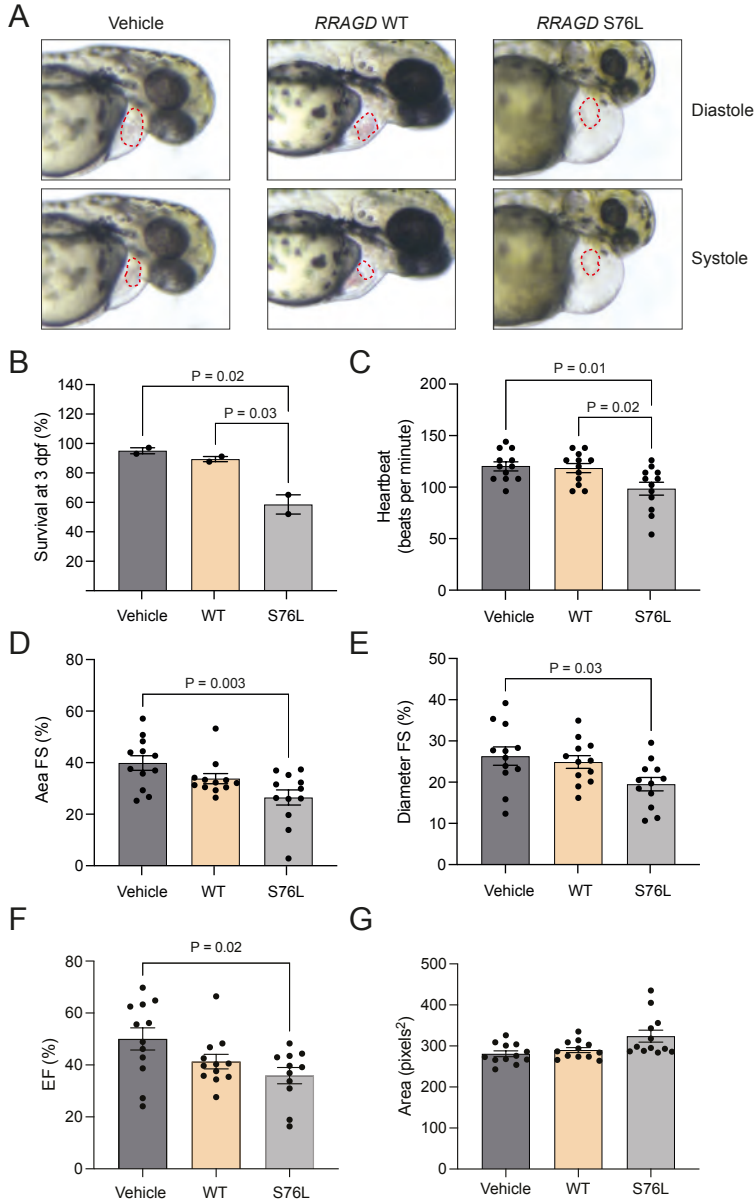 A
Vehicle
RRAGD WT
RRAGD S76L
Diastole
Systole
B
Survival at 3 dpf (%)
140
120
100
80
60
40
20
P = 0.02
P = 0.03
Vehicle
WT
S76L
C
Heartbeat
(beats per minute)
200
150
100
50
0
P = 0.01
P = 0.02
Vehicle
WT
S76L
D
Aea FS (%)
80
60
40
20
0
P = 0.003
Vehicle
WT
S76L
E
Diameter FS (%)
50
40
30
20
10
0
P = 0.03
Vehicle
WT
S76L
F
EF (%)
80
60
40
20
0
P = 0.02
Vehicle
WT
S76L
G
Area (pixels²)
500
400
300
200
100
0
Vehicle
WT
S76L